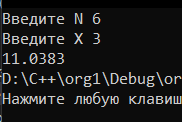 Введите N 6
Введите X 3
11.0383
D:\C++\org1\Debug\or
Нажмите любую клавиш